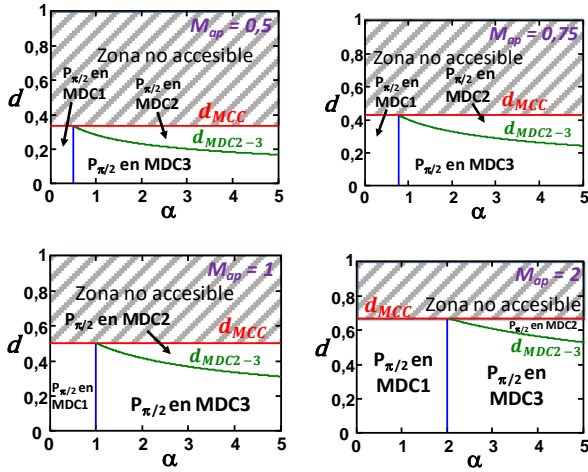 M_ap = 0,5
Zona no accesible
P_π/2 en
MDC1
P_π/2 en
MDC2
d_MCC
d_MDC2-3
P_π/2 en MDC3
d
1
0,8
0,6
0,4
0,2
0
0 1 2 3 4 5
α
M_ap = 0,75
Zona no accesible
P_π/2 en
MDC1
P_π/2 en
MDC2
d_MCC
d_MDC2-3
P_π/2 en MDC3
d
1
0,8
0,6
0,4
0,2
0
0 1 2 3 4 5
α
M_ap = 1
Zona no accesible
P_π/2 en MDC2
d_MCC
d_MDC2-3
P_π/2 en
MDC1
P_π/2 en MDC3
d
1
0,8
0,6
0,4
0,2
0
0 1 2 3 4 5
α
M_ap = 2
d_MCC
Zona no accesible
P_π/2 en MDC2
d_MDC2-3
P_π/2 en
MDC1
P_π/2 en
MDC3
d
1
0,8
0,6
0,4
0,2
0
0 1 2 3 4 5
α